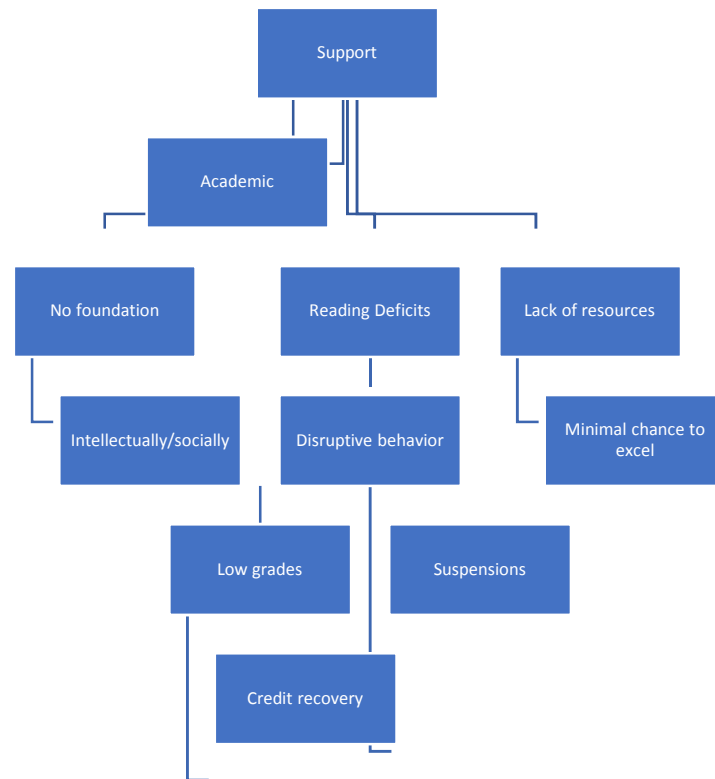 Support
Academic
No foundation
Reading Deficits
Lack of resources
Intellectually/socially
Disruptive behavior
Minimal chance to
excel
Low grades
Suspensions
Credit recovery